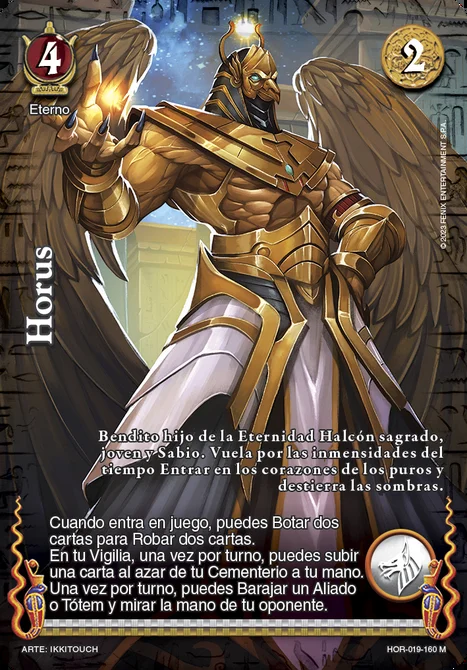 4
2
Eterno
© 2023 FENIX ENTERTAINMENT S.P.A.
Horus
Bendito hijo de la Eternidad Halcón sagrado,
joven y Sabio. Vuela por las inmensidades del
tiempo Entrar en los corazones de los puros y
destierra las sombras.
Cuando entra en juego, puedes Botar dos
cartas para Robar dos cartas.
En tu Vigilia, una vez por turno, puedes subir
una carta al azar de tu Cementerio a tu mano.
Una vez por turno, puedes Barajar un Aliado
o Tótem y mirar la mano de tu oponente.
ARTE: IKKITOUCH
HOR-019-160 M